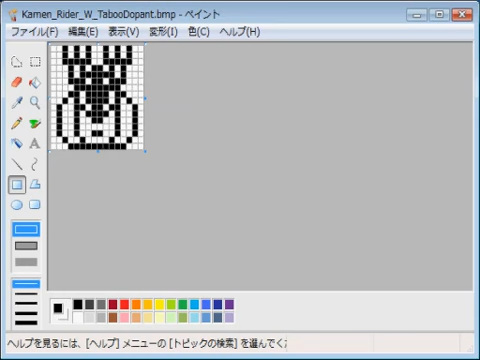 Kamen_Rider_W_TabooDopant.bmp - ペイント
ファイル(F) 編集(E) 表示(V) 変形(I) 色(C) ヘルプ(H)
A
ヘルプを見るには、[ヘルプ] メニューの [トピックの検索] を選んでくだ